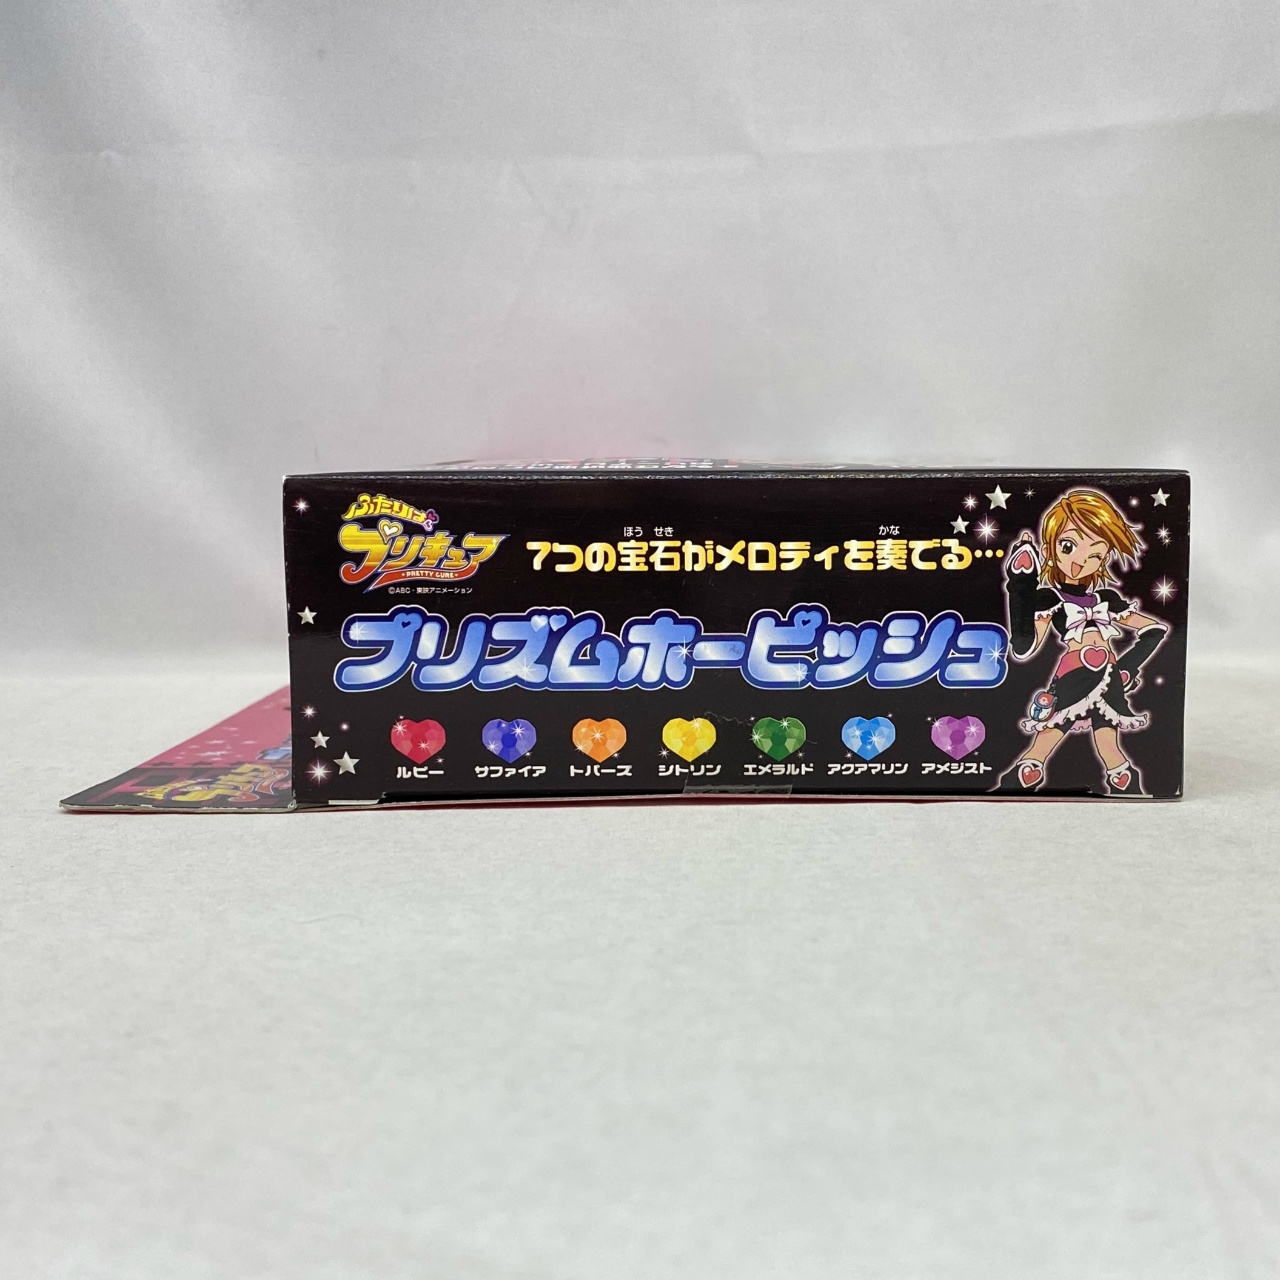 ふたりは
プリキュア
PRETTY CURE
©ABC・東映アニメーション
ほう せき かな
7つの宝石がメロディを奏でる…
プリズムホーピッシュ
ルビー サファイア トパーズ シトリン エメラルド アクアマリン アメジスト